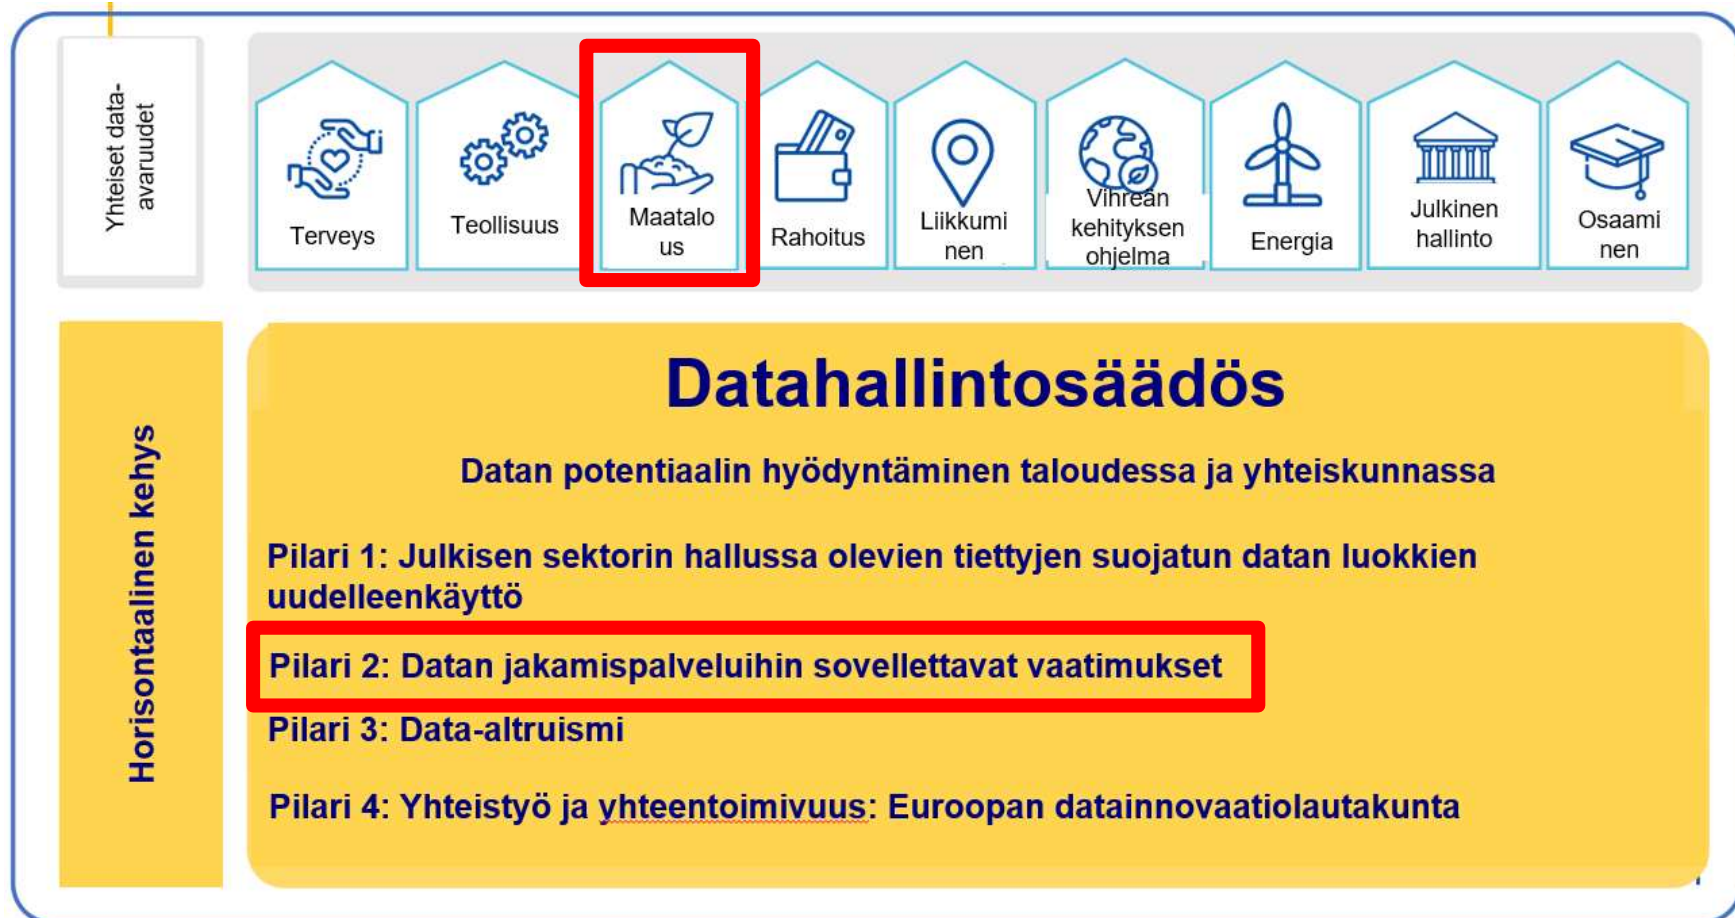 Yhteiset data-
avaruudet
Terveys
Teollisuus
Maatalo
us
Rahoitus
Liikkumi
nen
Vihreän
kehityksen
ohjelma
Energia
Julkinen
hallinto
Osaami
nen
Horisontaalinen kehys
Datahallintosäädös
Datan potentiaalin hyödyntäminen taloudessa ja yhteiskunnassa
Pilari 1: Julkisen sektorin hallussa olevien tiettyjen suojatun datan luokkien
uudelleenkäyttö
Pilari 2: Datan jakamispalveluihin sovellettavat vaatimukset
Pilari 3: Data-altruismi
Pilari 4: Yhteistyö ja yhteentoimivuus: Euroopan datainnovaatiolautakunta